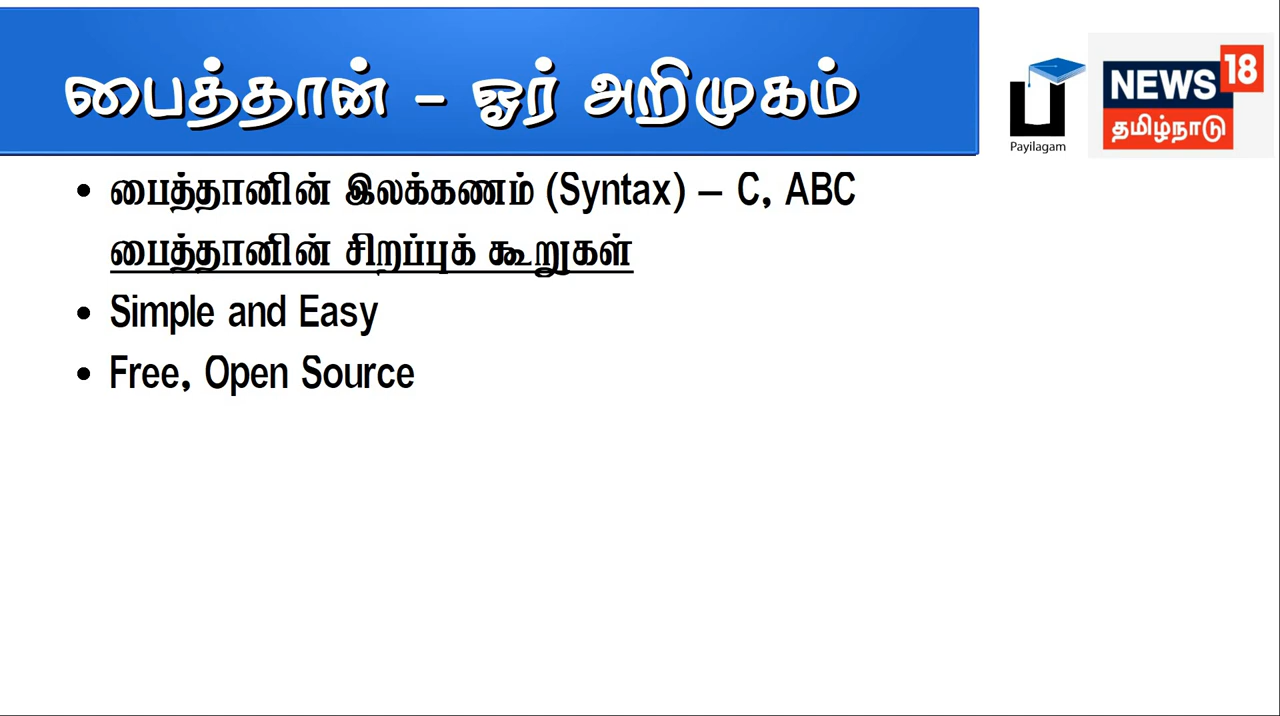 பைத்தான் – ஓர் அறிமுகம்
Payilagam
NEWS 18
தமிழ்நாடு
• பைத்தானின் இலக்கணம் (Syntax) – C, ABC
பைத்தானின் சிறப்புக் கூறுகள்
• Simple and Easy
• Free, Open Source